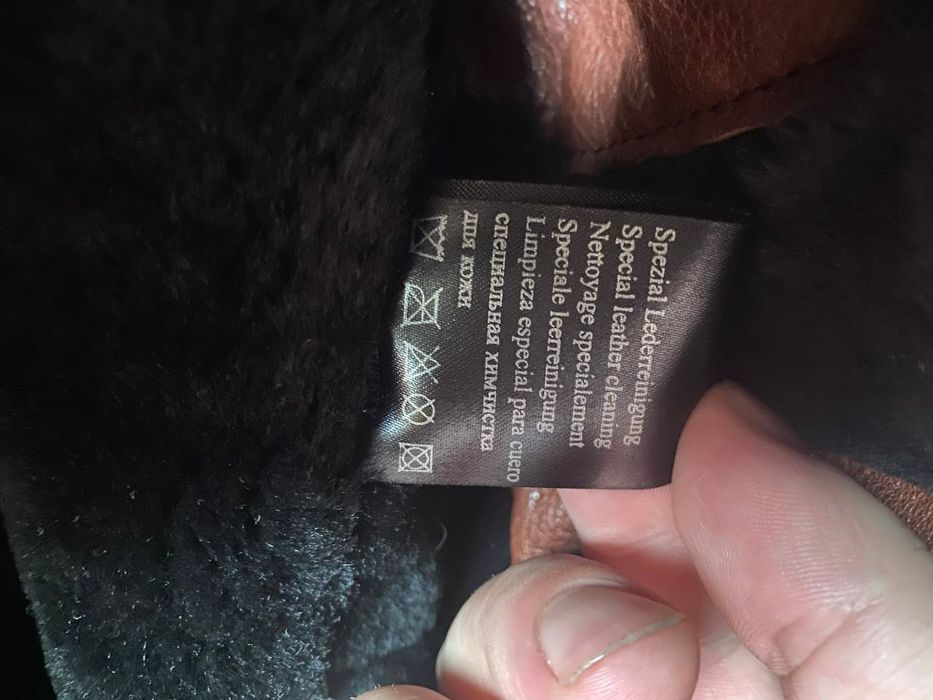 Spezial Lederreinigung
Special leather cleaning
Nettoyage specialement
Speciale leerreinigung
Limpieza especial para cuero
специальная химчистка
для кожи